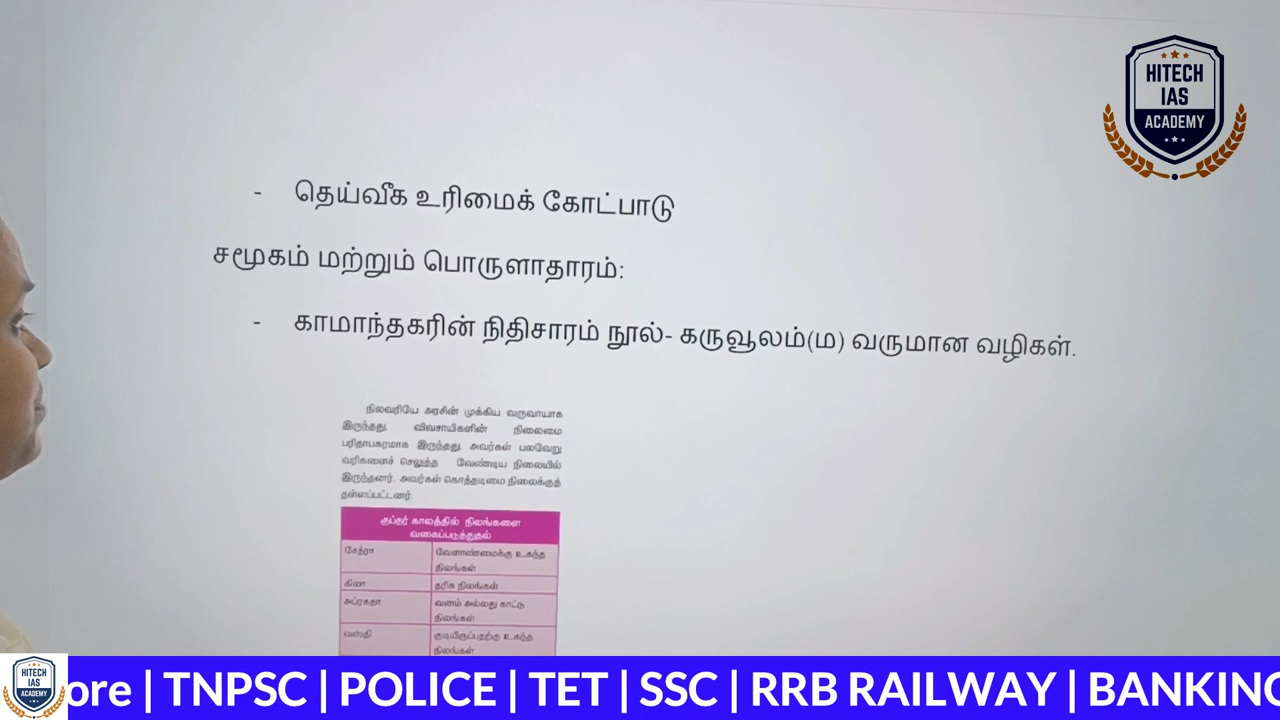 HITECH
IAS
ACADEMY
- தெய்வீக உரிமைக் கோட்பாடு
சமூகம் மற்றும் பொருளாதாரம்:
- காமாந்தகரின் நிதிசாரம் நூல்- கருவூலம்(ம) வருமான வழிகள்.
நிலவரியே அரசின் முக்கிய வருவாயாக
இருந்தது. விவசாயிகளின் நிலைமை
பரிதாபகரமாக இருந்தது. அவர்கள் பலவேறு
வரிகளைச் செலுத்த வேண்டிய நிலையில்
இருந்தனர். அவர்கள் கொத்தடிமை நிலைக்குத்
தள்ளப்பட்டனர்.
குப்தர் காலத்தில் நிலங்களை
வகைப்படுத்துதல்
சேத்ரா வேளாண்மைக்கு உகந்த
நிலங்கள்
கிலா தரிசு நிலங்கள்
அப்ரகதா வனம் அல்லது காட்டு
நிலங்கள்
வஸ்தி குடியிருப்பதற்கு உகந்த
நிலங்கள்
HITECH
IAS
ACADEMY
ore | TNPSC | POLICE | TET | SSC | RRB RAILWAY | BANKING